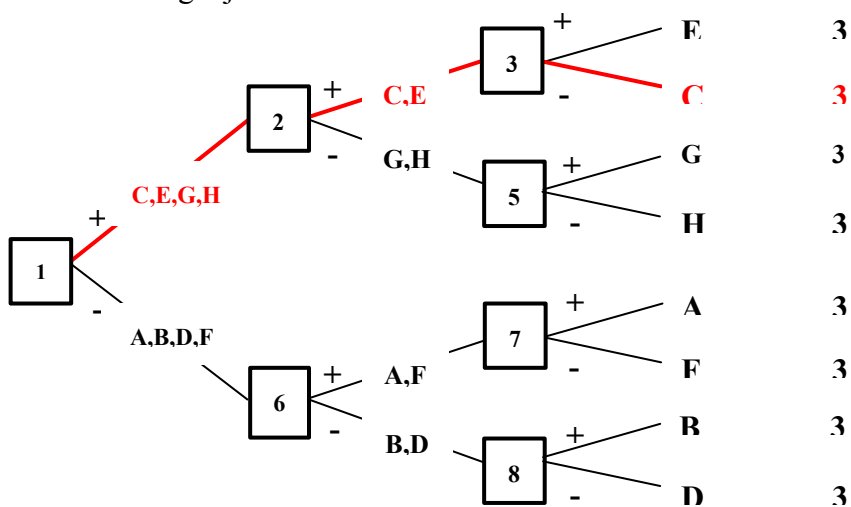 + E 3
3
+ C,E - C 3
2
- G,H + G 3
C,E,G,H 5
+ - H 3
1
- + A 3
A,B,D,F 7
+ A,F - F 3
6
- + B 3
B,D
8
- D 3